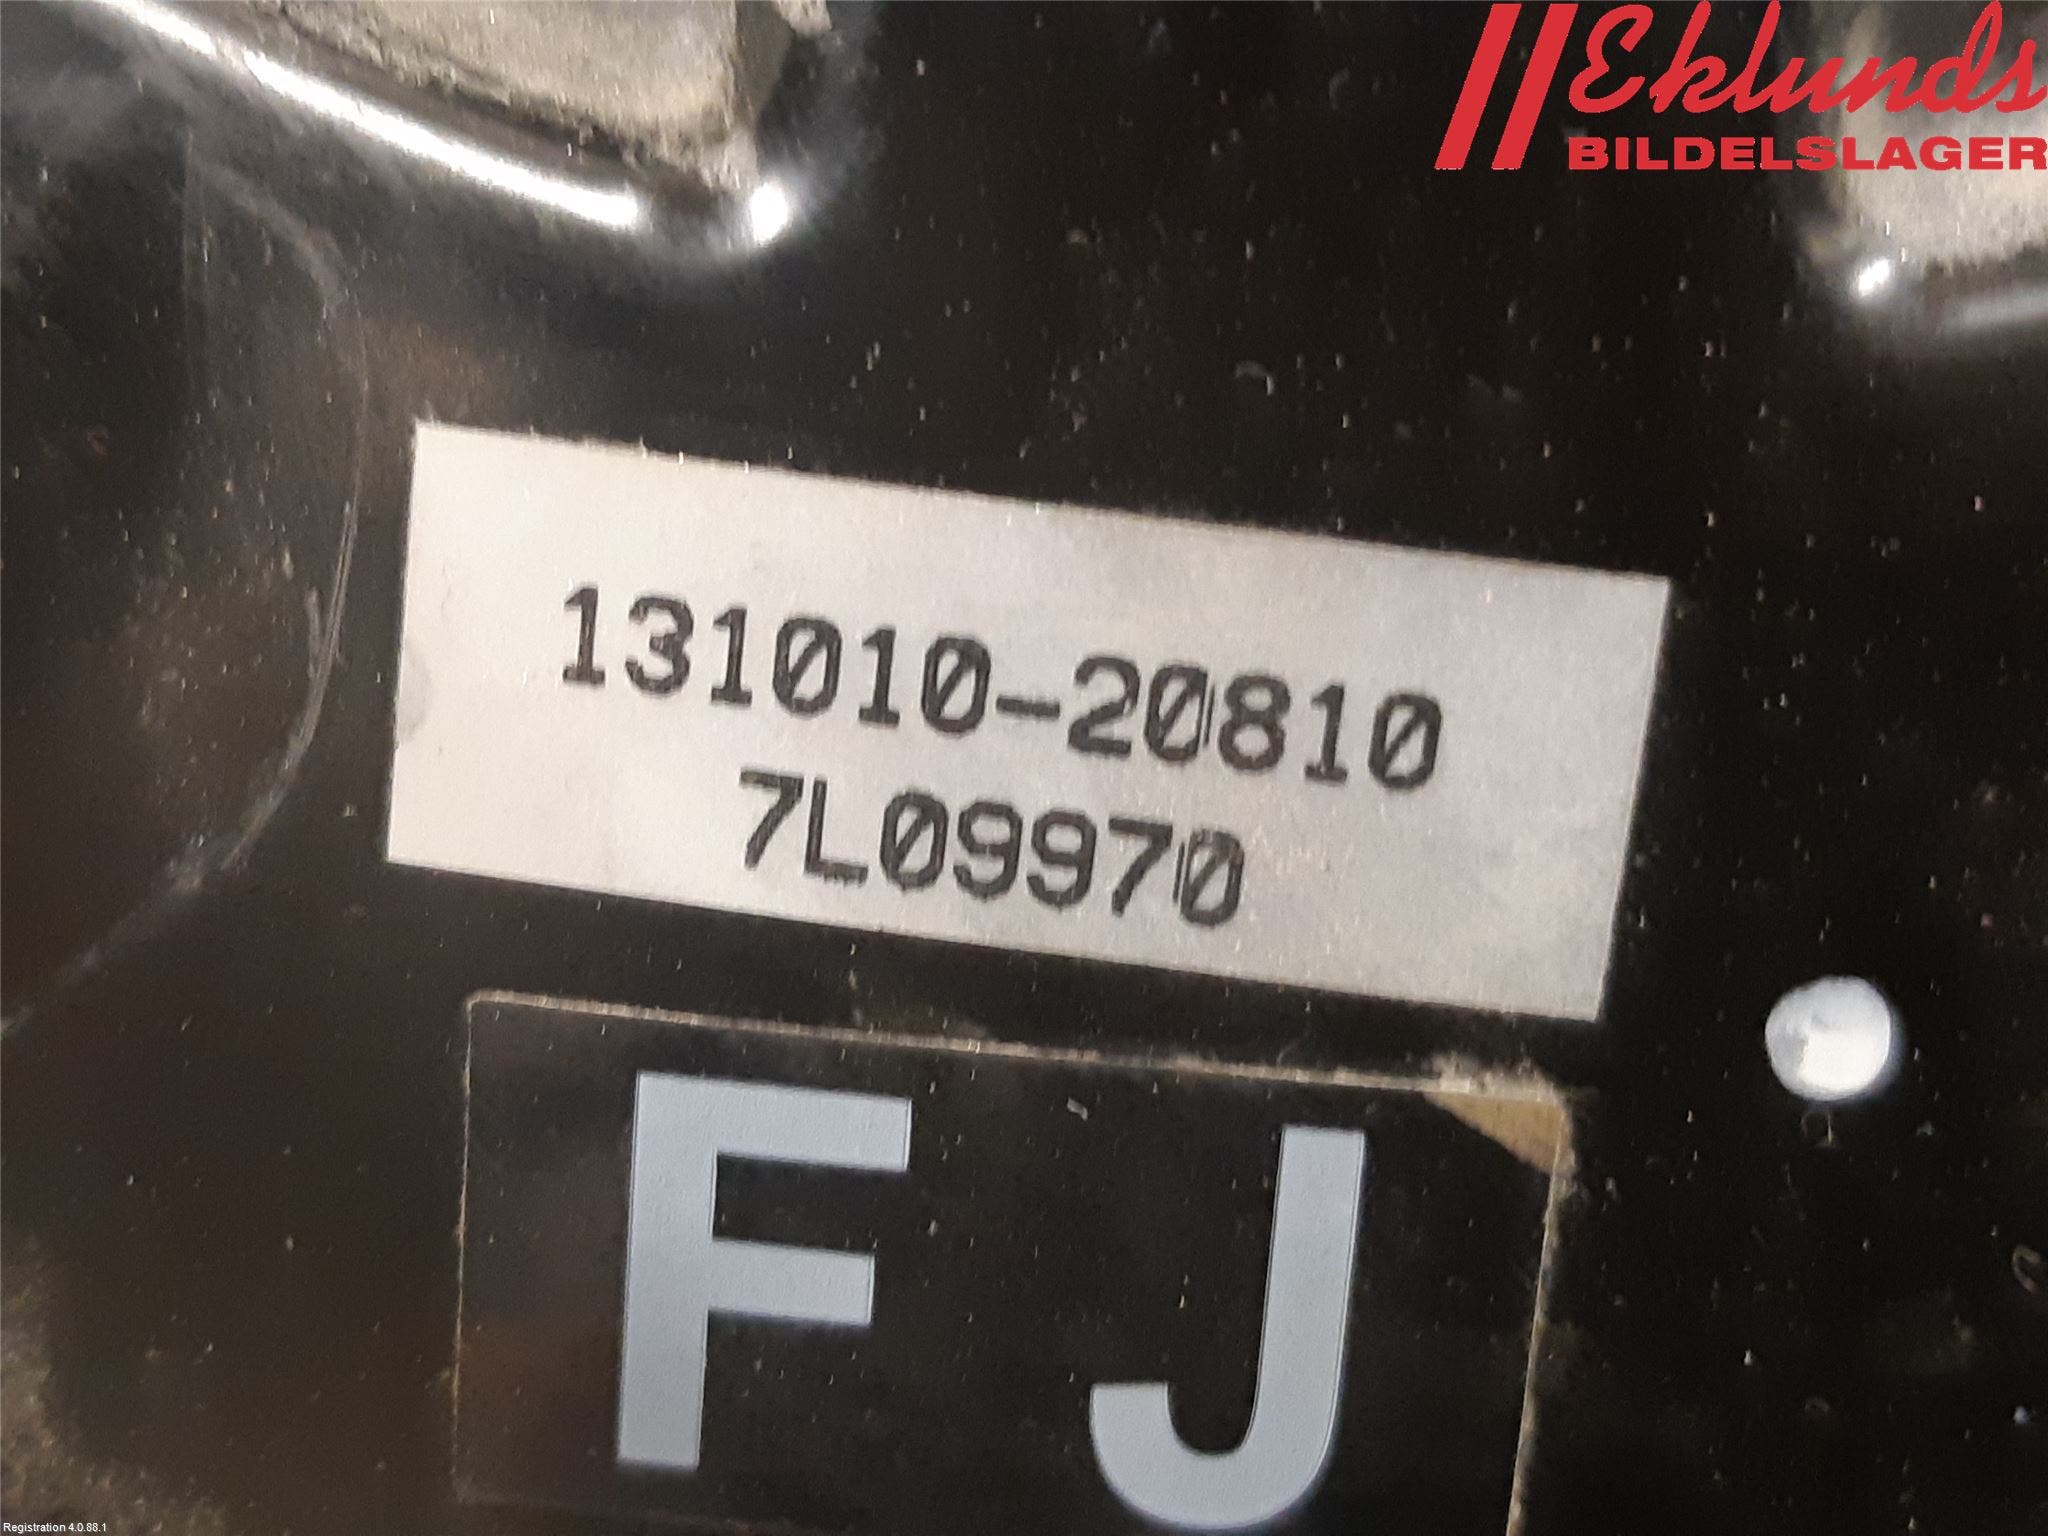 Eklunds
BILDELSLAGER
131010-20810
7L09970
F J
Registration 4.0.88.1